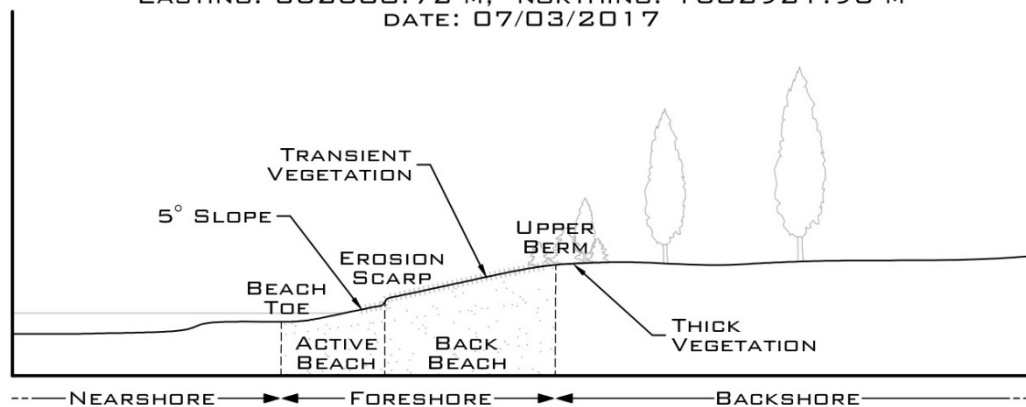 DATE: 07/03/2017
TRANSIENT
VEGETATION
5° SLOPE
UPPER
BERM
EROSION
SCARP
BEACH
TOE
THICK
VEGETATION
ACTIVE
BEACH
BACK
BEACH
NEARSHORE
FORESHORE
BACKSHORE